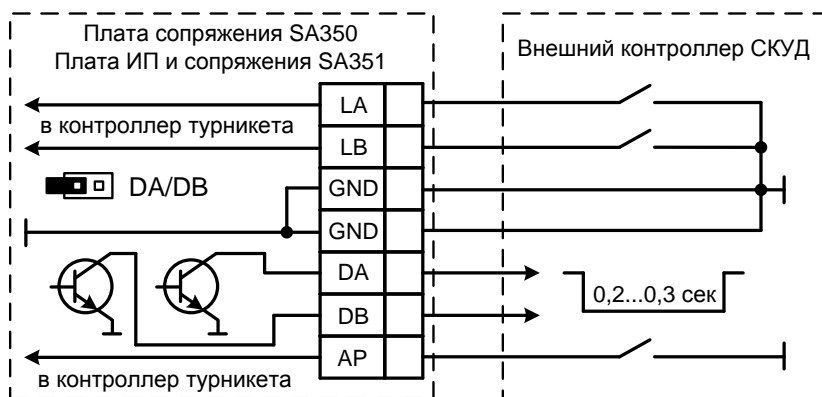 Плата сопряжения SA350
Плата ИП и сопряжения SA351
Внешний контроллер СКУД
LA
в контроллер турникета
LB
DA/DB
GND
GND
DA
0,2...0,3 сек
DB
AP
в контроллер турникета